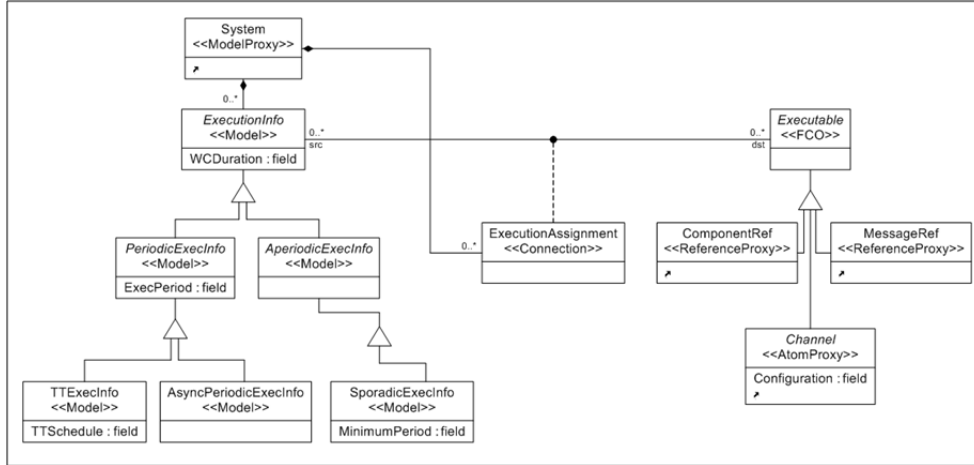 System
<<ModelProxy>>
0..*
ExecutionInfo
<<Model>>
WCDuration : field
0..*
src
0..*
dst
Executable
<<FCO>>
PeriodicExecInfo
<<Model>>
ExecPeriod : field
AperiodicExecInfo
<<Model>>
0..*
ExecutionAssignment
<<Connection>>
ComponentRef
<<ReferenceProxy>>
MessageRef
<<ReferenceProxy>>
Channel
<<AtomProxy>>
Configuration : field
TTExecInfo
<<Model>>
TTSchedule : field
AsyncPeriodicExecInfo
<<Model>>
SporadicExecInfo
<<Model>>
MinimumPeriod : field